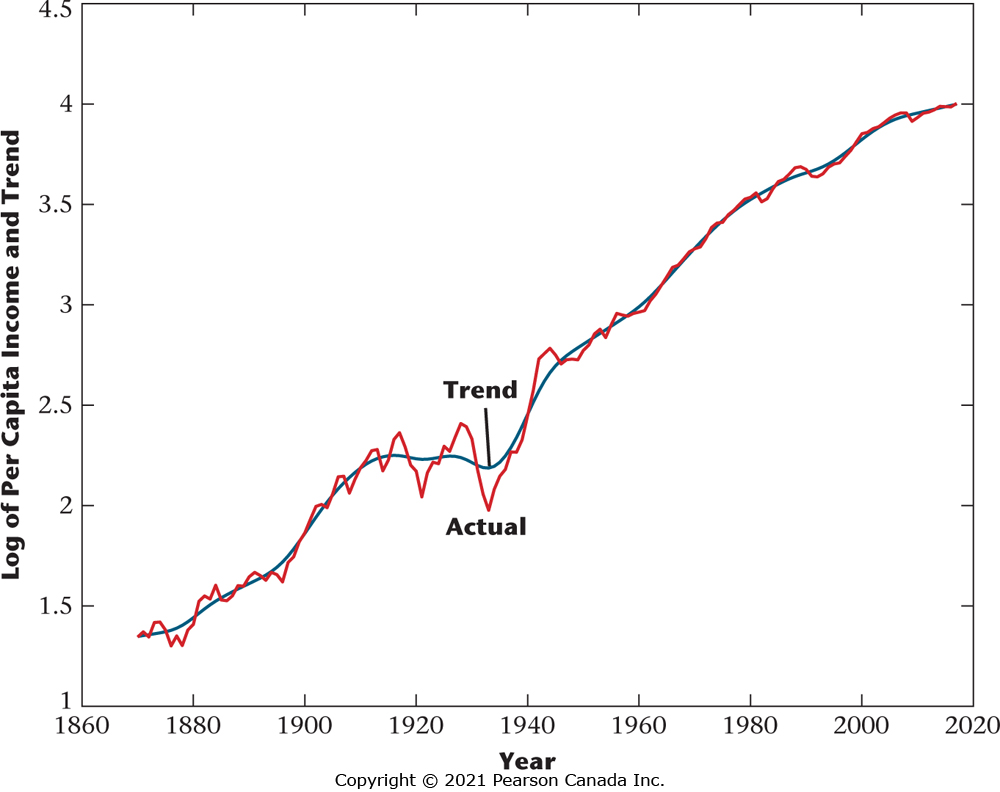 4.5
4
3.5
3
2.5
2
1.5
1
Log of Per Capita Income and Trend
Trend
Actual
1860 1880 1900 1920 1940 1960 1980 2000 2020
Year
Copyright © 2021 Pearson Canada Inc.